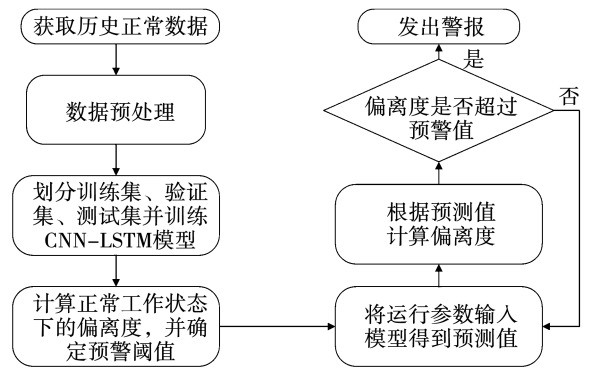 获取历史正常数据
数据预处理
划分训练集、验证
集、测试集并训练
CNN-LSTM模型
计算正常工作状态
下的偏离度，并确
定预警阈值
将运行参数输入
模型得到预测值
根据预测值
计算偏离度
偏离度是否超过
预警值
是
否
发出警报